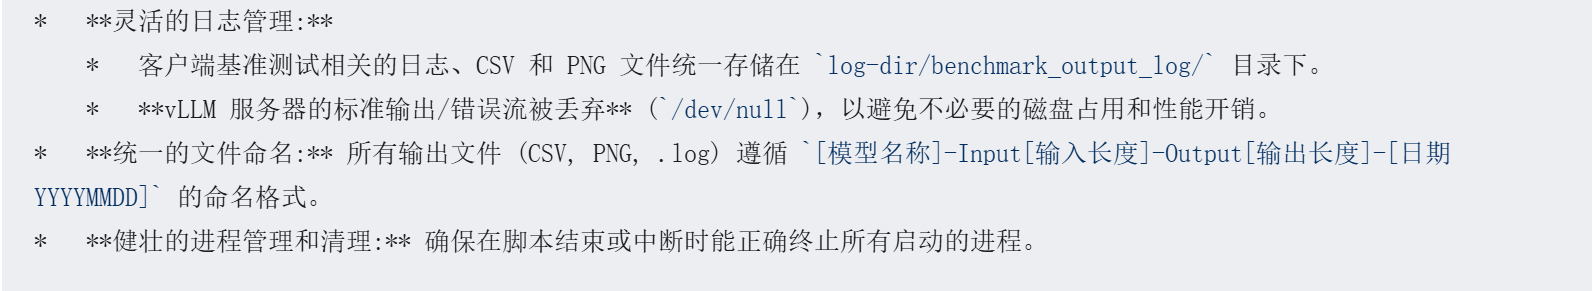 *   **灵活的日志管理:**
    *   客户端基准测试相关的日志、CSV 和 PNG 文件统一存储在 `log-dir/benchmark_output_log/` 目录下。
    *   **vLLM 服务器的标准输出/错误流被丢弃** (`/dev/null`)，以避免不必要的磁盘占用和性能开销。
*   **统一的文件命名:** 所有输出文件 (CSV, PNG, .log) 遵循 `[模型名称]-Input[输入长度]-Output[输出长度]-[日期
YYYYMMDD]` 的命名格式。
*   **健壮的进程管理和清理:** 确保在脚本结束或中断时能正确终止所有启动的进程。